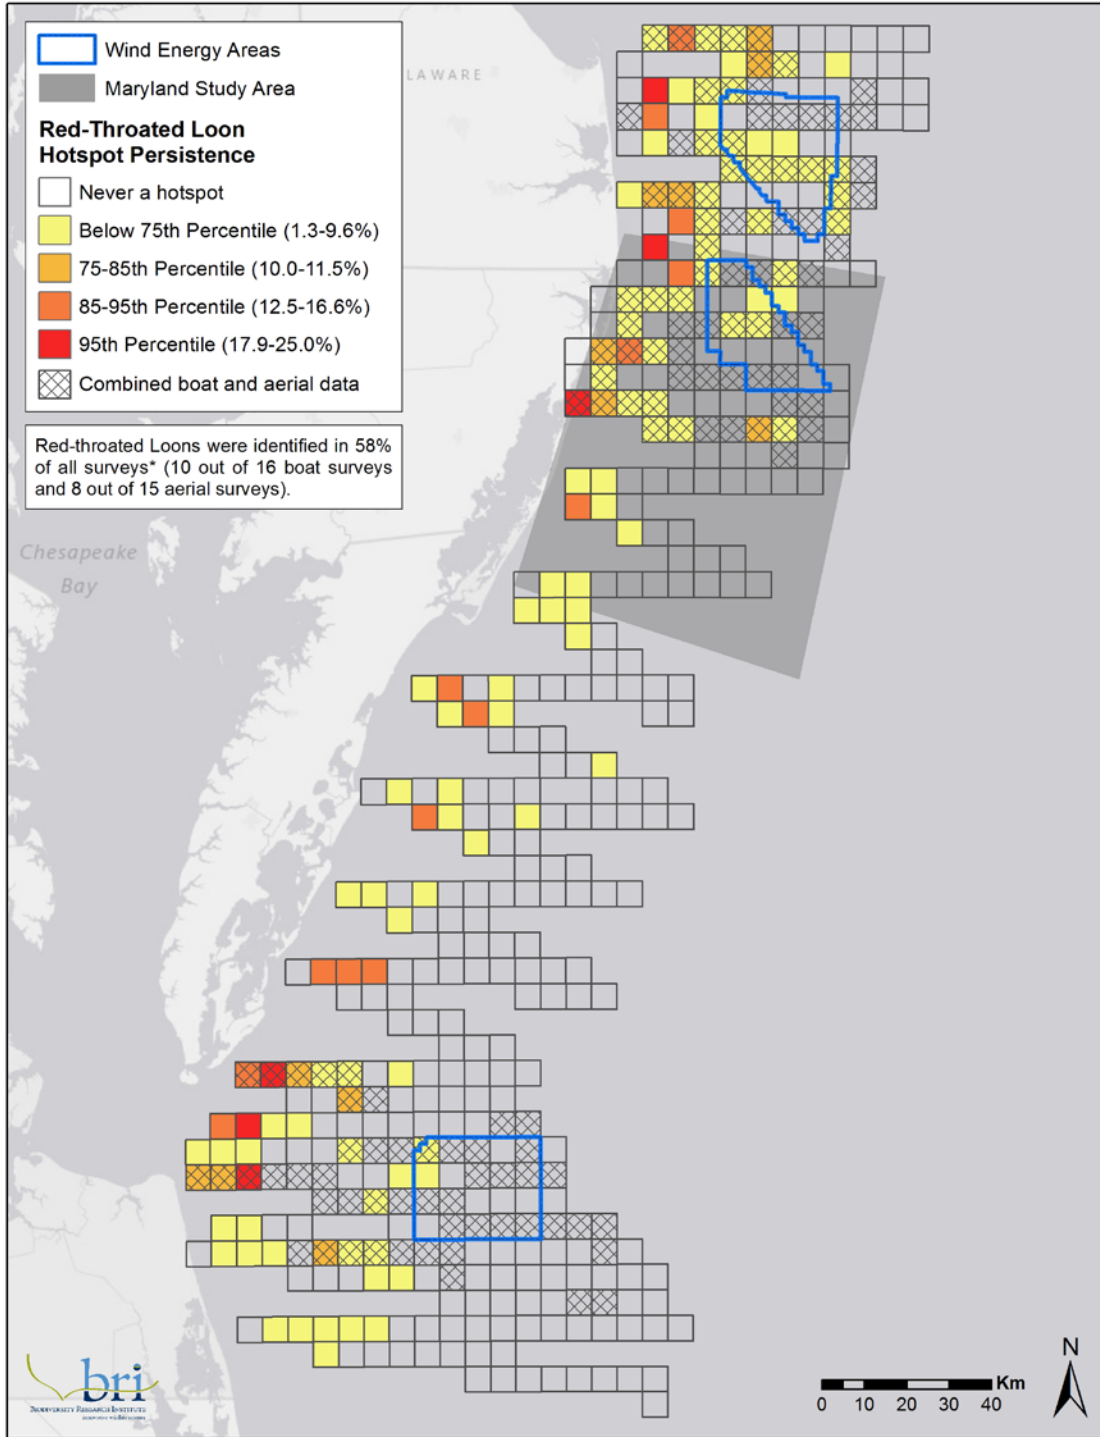 Wind Energy Areas
Maryland Study Area
Red-Throated Loon
Hotspot Persistence
Never a hotspot
Below 75th Percentile (1.3-9.6%)
75-85th Percentile (10.0-11.5%)
85-95th Percentile (12.5-16.6%)
95th Percentile (17.9-25.0%)
Combined boat and aerial data
Red-throated Loons were identified in 58%
of all surveys* (10 out of 16 boat surveys
and 8 out of 15 aerial surveys).
LAWARE
Chesapeake
Bay
bri
BIODIVERSITY RESEARCH INSTITUTE
N
Km
0 10 20 30 40